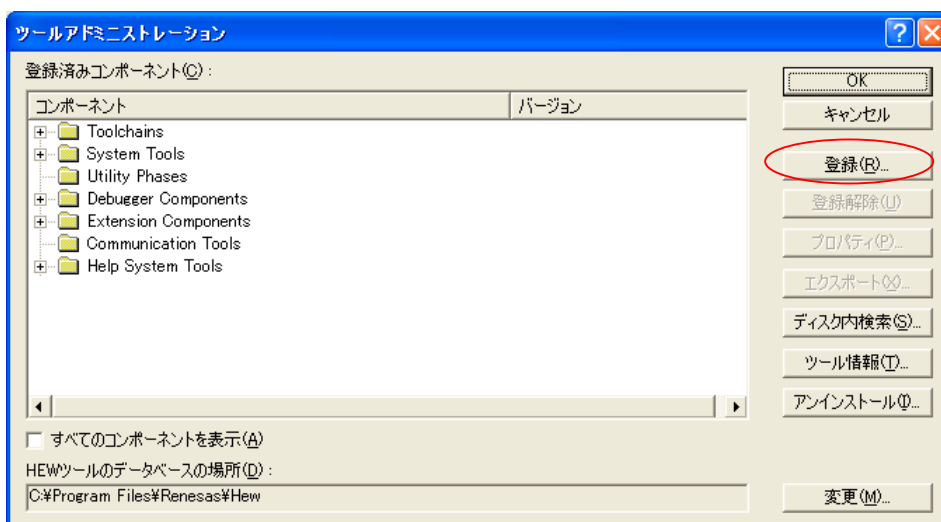 ツールアドミニストレーション
登録済みコンポーネント(C):
コンポーネント バージョン
Toolchains
System Tools
Utility Phases
Debugger Components
Extension Components
Communication Tools
Help System Tools
すべてのコンポーネントを表示(A)
HEWツールのデータベースの場所(D):
C:¥Program Files¥Renesas¥Hew
OK
キャンセル
登録(R)...
登録解除(U)
プロパティ(P)...
エクスポート(X)...
ディスク内検索(S)...
ツール情報(T)...
アンインストール(I)...
変更(M)...